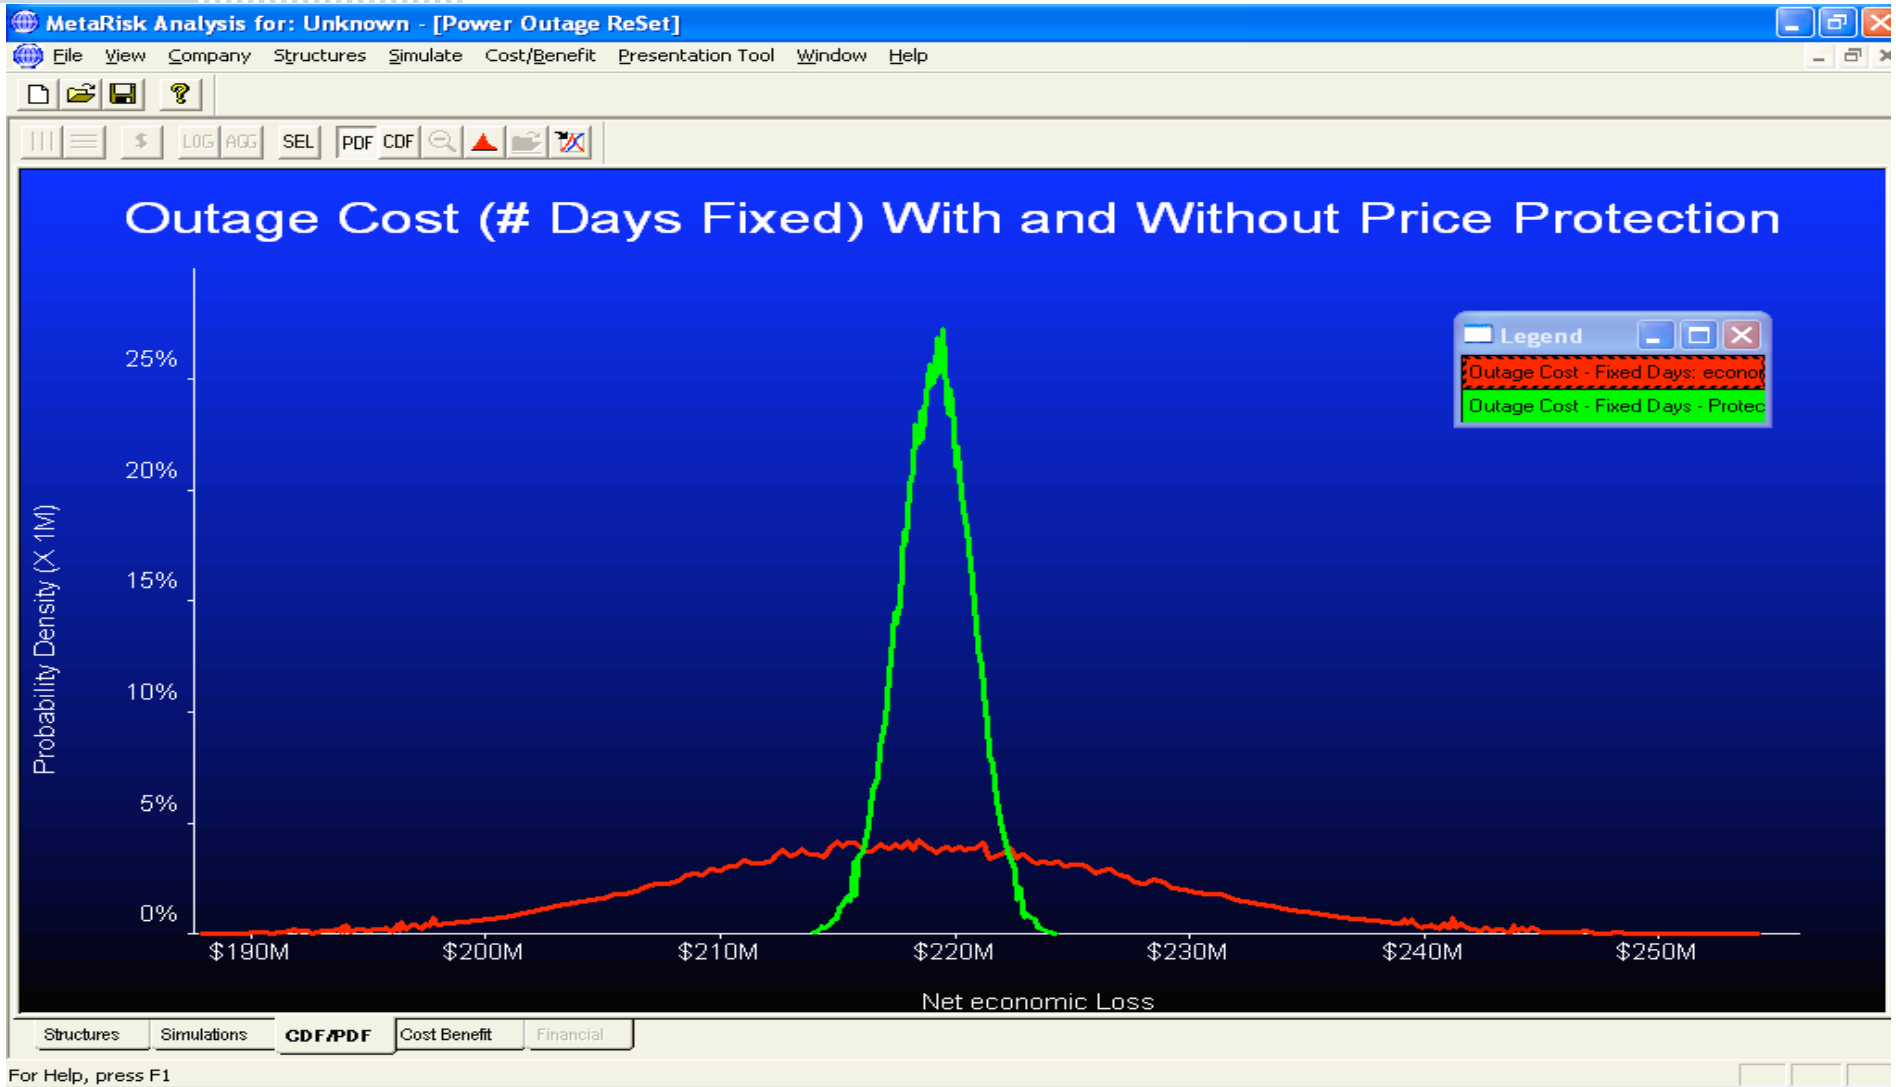 MetaRisk Analysis for: Unknown - [Power Outage ReSet]
File View Company Structures Simulate Cost/Benefit Presentation Tool Window Help
$ LOG AGG SEL PDF CDF
Outage Cost (# Days Fixed) With and Without Price Protection
Legend
Outage Cost - Fixed Days: econo
Outage Cost - Fixed Days - Protec
25%
20%
15%
10%
5%
0%
Probability Density (X 1M)
$190M $200M $210M $220M $230M $240M $250M
Net economic Loss
Structures Simulations CDF/PDF Cost Benefit Financial
For Help, press F1